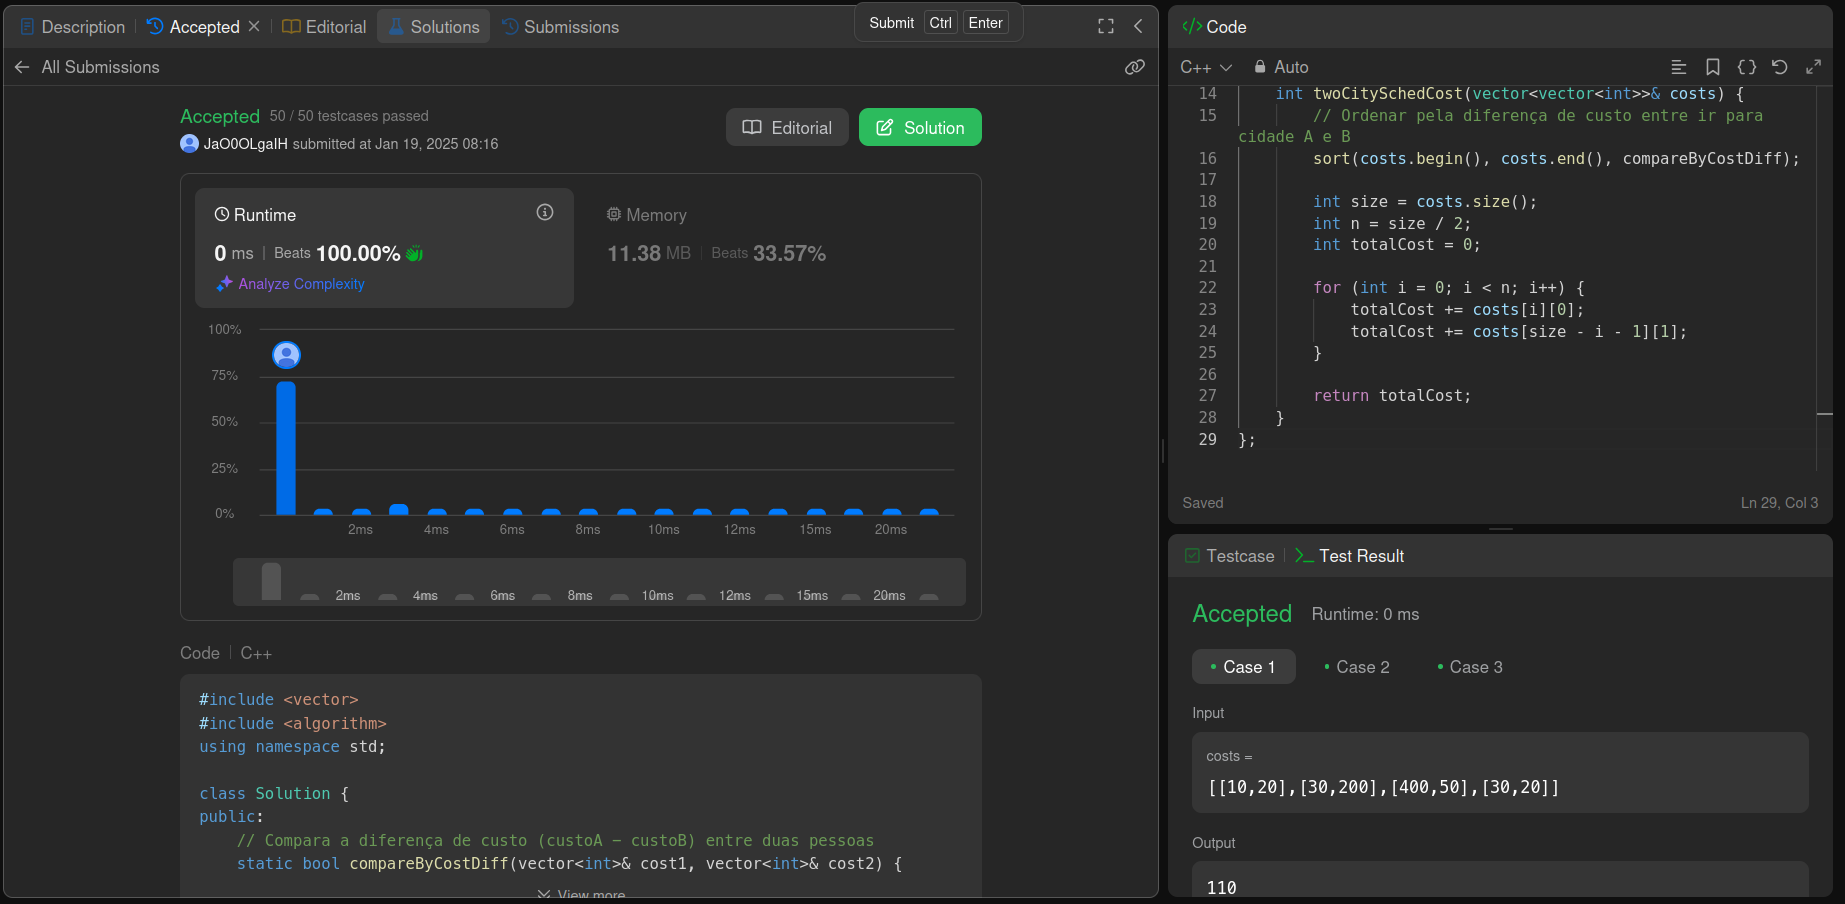 Description
Accepted
Editorial
Solutions
Submissions
Submit Ctrl Enter
All Submissions
Accepted 50 / 50 testcases passed
JaO0OLgaIH submitted at Jan 19, 2025 08:16
Editorial
Solution
Runtime
0 ms | Beats 100.00%
Analyze Complexity
Memory
11.38 MB | Beats 33.57%
100%
75%
50%
25%
0%
2ms 4ms 6ms 8ms 10ms 12ms 15ms 20ms
2ms 4ms 6ms 8ms 10ms 12ms 15ms 20ms
Code | C++
#include <vector>
#include <algorithm>
using namespace std;
class Solution {
public:
// Compara a diferença de custo (custoA – custoB) entre duas pessoas
static bool compareByCostDiff(vector<int>& cost1, vector<int>& cost2) {
View more
</> Code
C++ Auto
14 int twoCitySchedCost(vector<vector<int>>& costs) {
15 // Ordenar pela diferença de custo entre ir para
cidade A e B
16 sort(costs.begin(), costs.end(), compareByCostDiff);
17
18 int size = costs.size();
19 int n = size / 2;
20 int totalCost = 0;
21
22 for (int i = 0; i < n; i++) {
23 totalCost += costs[i][0];
24 totalCost += costs[size - i - 1][1];
25 }
26
27 return totalCost;
28 }
29 };
Saved
Ln 29, Col 3
Testcase
Test Result
Accepted Runtime: 0 ms
Case 1
Case 2
Case 3
Input
costs =
[[10,20],[30,200],[400,50],[30,20]]
Output
110